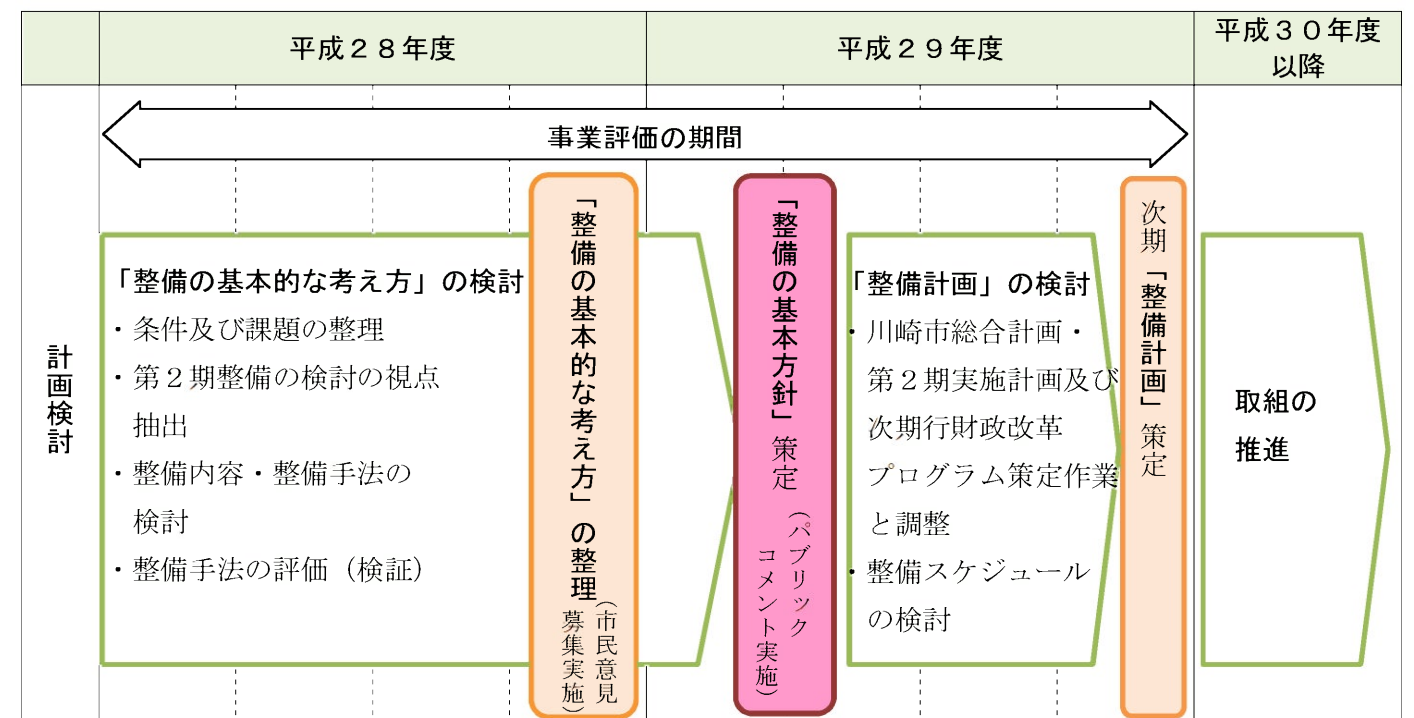 平成２８年度
平成２９年度
平成３０年度
以降
計画検討
事業評価の期間
「整備の基本的な考え方」の検討
・条件及び課題の整理
・第２期整備の検討の視点
抽出
・整備内容・整備手法の
検討
・整備手法の評価（検証）
「整備の基本的な考え方」の整理
（市民意見
募集実施）
「整備の基本方針」策定
（パブリック
コメント実施）
「整備計画」の検討
・川崎市総合計画・
第２期実施計画及び
次期行財政改革
プログラム策定作業
と調整
・整備スケジュール
の検討
次期「整備計画」策定
取組の
推進